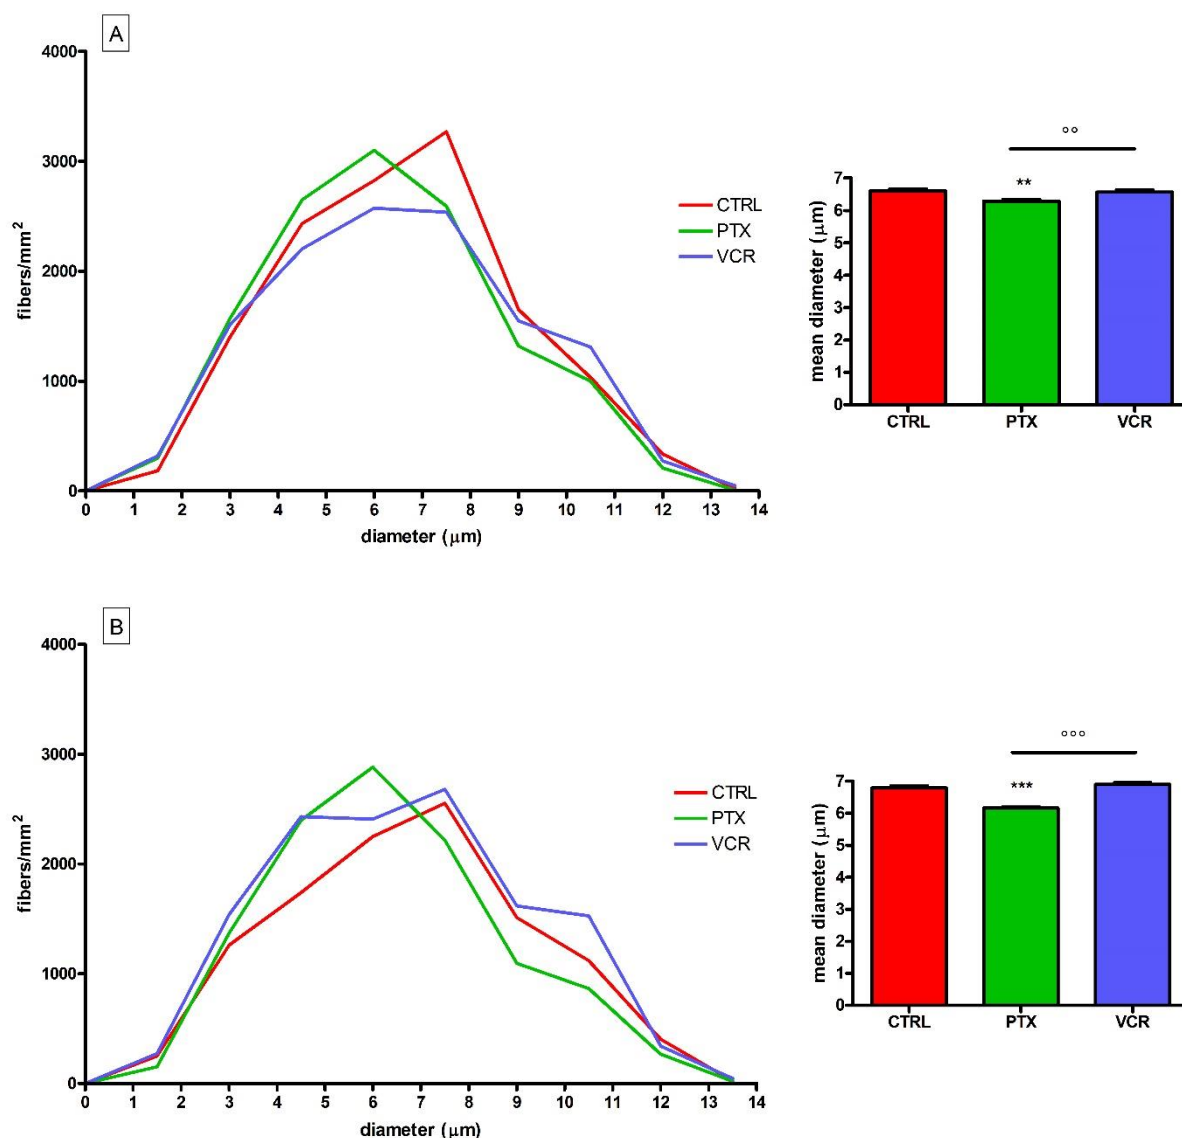 A
4000
3000
2000
1000
0
fibers/mm2
0 1 2 3 4 5 6 7 8 9 10 11 12 13 14
diameter (μm)
CTRL
PTX
VCR
°°
**
7
6
5
4
3
2
1
0
mean diameter (μm)
CTRL PTX VCR
B
4000
3000
2000
1000
0
fibers/mm2
0 1 2 3 4 5 6 7 8 9 10 11 12 13 14
diameter (μm)
CTRL
PTX
VCR
°°°
***
7
6
5
4
3
2
1
0
mean diameter (μm)
CTRL PTX VCR